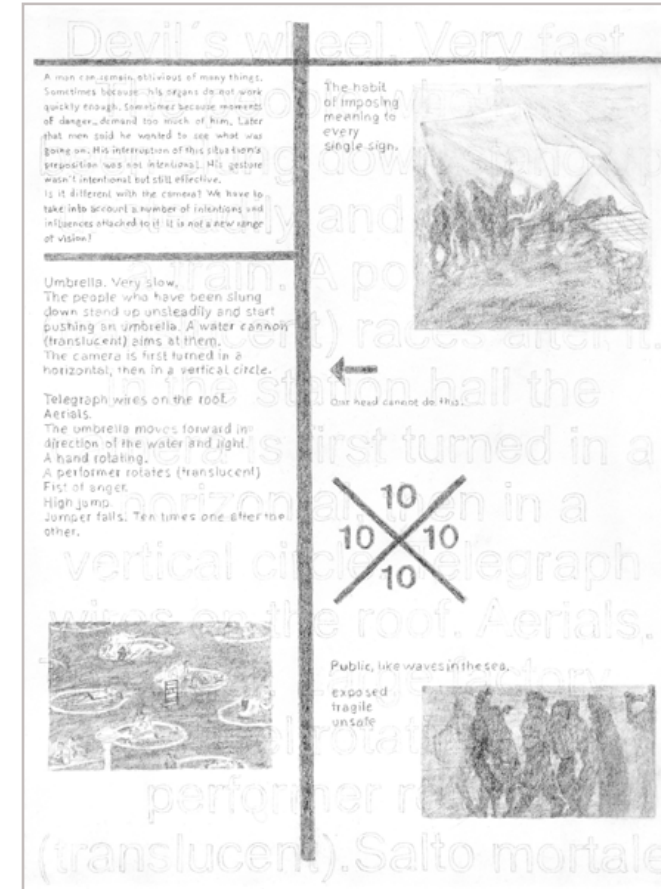 A man can remain oblivious of many things.
Sometimes because his organs do not work
quickly enough. Sometimes because moments
of danger demand too much of him. Later
that men said he wanted to see what was
going on. His interruption of this situation's
preposition was not intentional. His gesture
wasn't intentional but still effective.
Is it different with the camera? We have to
take into account a number of intentions and
influences attached to it. It is not a new range
of vision!
Umbrella. Very slow.
The people who have been slung
down stand up unsteadily and start
pushing an umbrella. A water cannon
(translucent) aims at them.
The camera is first turned in a
horizontal, then in a vertical circle.
Telegraph wires on the roof.
Aerials.
The umbrella moves forward in
direction of the water and light.
A hand rotating.
A performer rotates (translucent)
Fist of anger.
High jump.
Jumper falls. Ten times one after the
other.
The habit
of imposing
meaning to
every
single sign.
Our head cannot do this.
10
10 10
10
Public, like waves in the sea.
exposed
fragile
unsafe
Devil´s wheel. Very fast
down
and
a train. A
races after it.
In the station hall the
is first turned in a
horizontal, then in a
vertical circle. Telegraph
wires on the roof. Aerials.
Large factory
performer
(translucent). Salto mortale